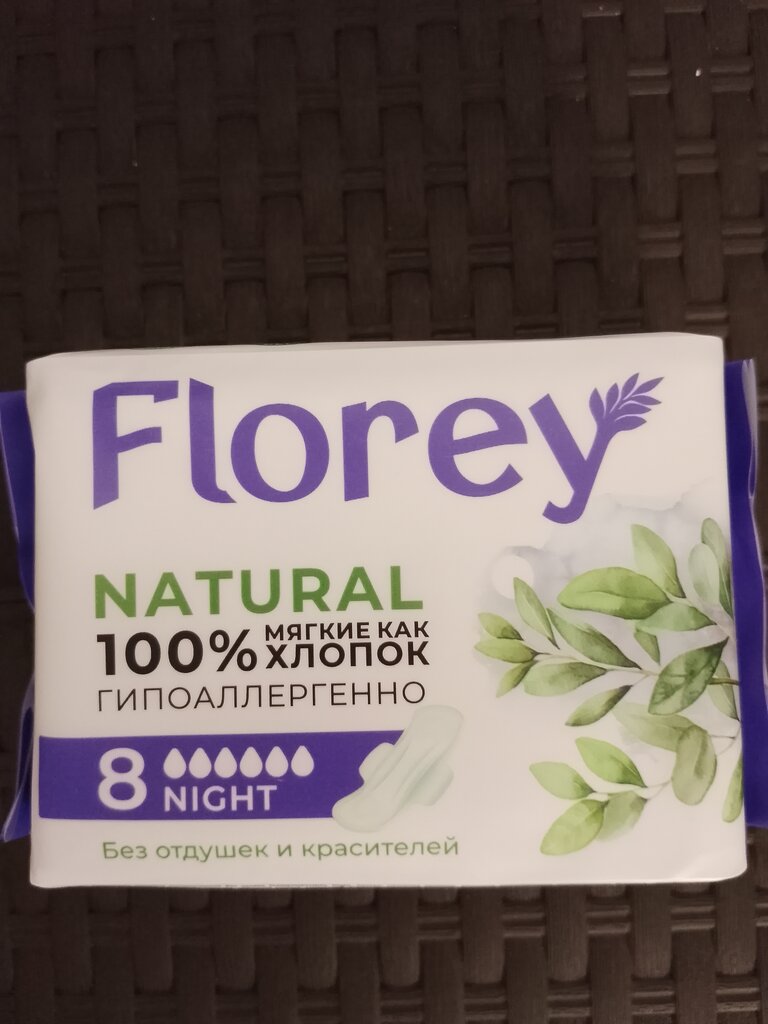 Florey
NATURAL
100% МЯГКИЕ КАК
ХЛОПОК
ГИПОАЛЛЕРГЕННО
8
NIGHT
Без отдушек и красителей